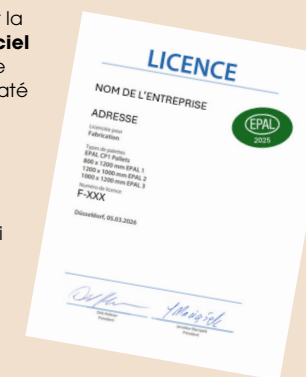 la
ciel
e
até
i
LICENCE
NOM DE L'ENTREPRISE
ADRESSE
Licenciée pour
Fabrication
EPAL
2025
Types de palettes
EPAL CP1 Pallets
800 x 1200 mm EPAL 1
1200 x 1000 mm EPAL 2
1000 x 1200 mm EPAL 3
Numéro de licence
F-XXX
Düsseldorf, 05.03.2026
Président
Président